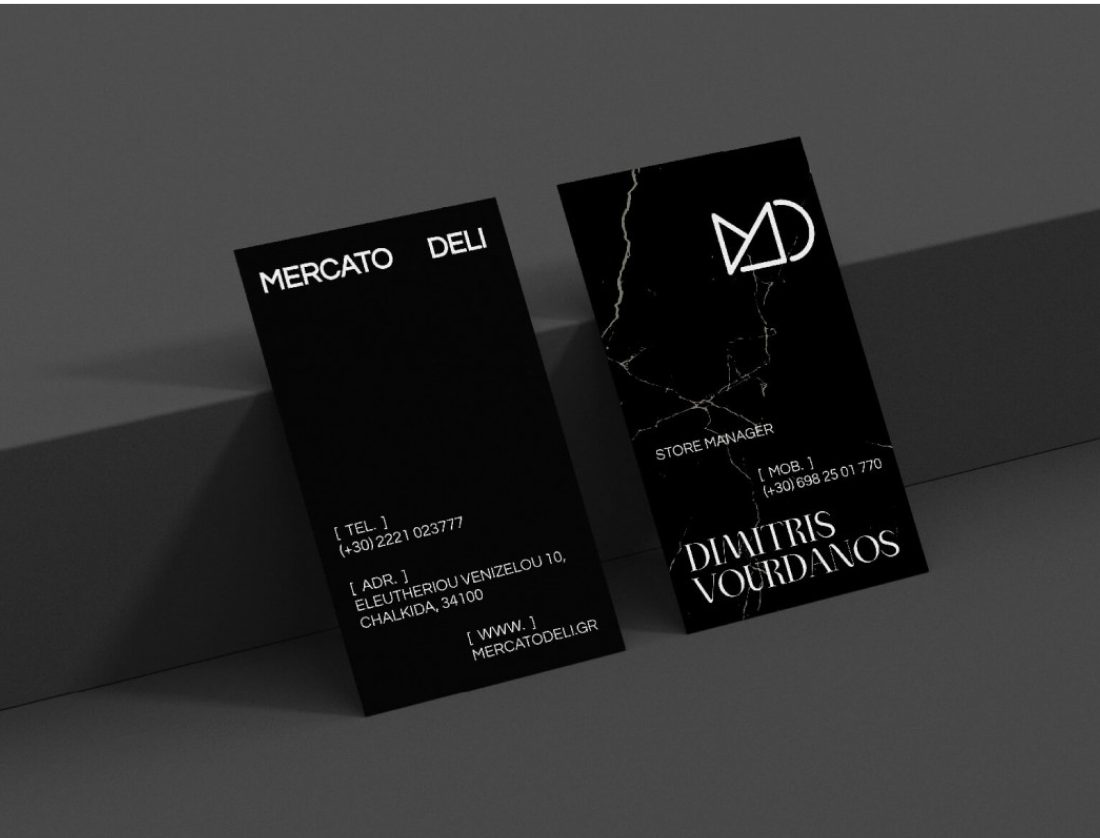 MERCATO DELI
[ TEL. ]
(+30) 2221 023777
[ ADR. ]
ELEUTHERIOU VENIZELOU 10,
CHALKIDA, 34100
[ WWW. ]
MERCATODELI.GR
MD
STORE MANAGER
[ MOB. ]
(+30) 698 25 01 770
DIMITRIS
VOURDANOS